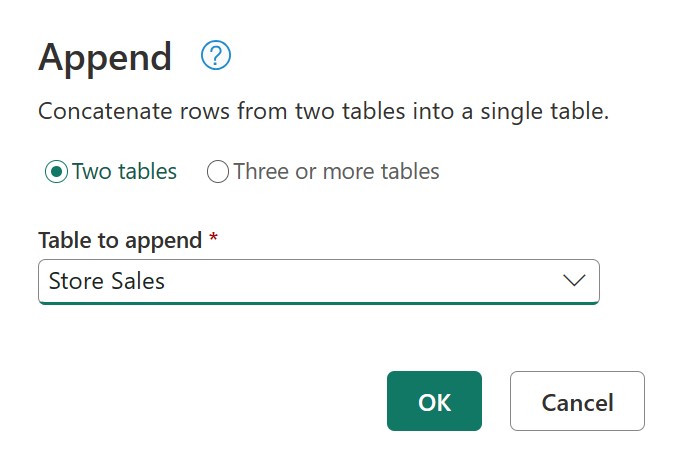 Append ?
Concatenate rows from two tables into a single table.
Two tables Three or more tables
Table to append *
Store Sales
OK Cancel